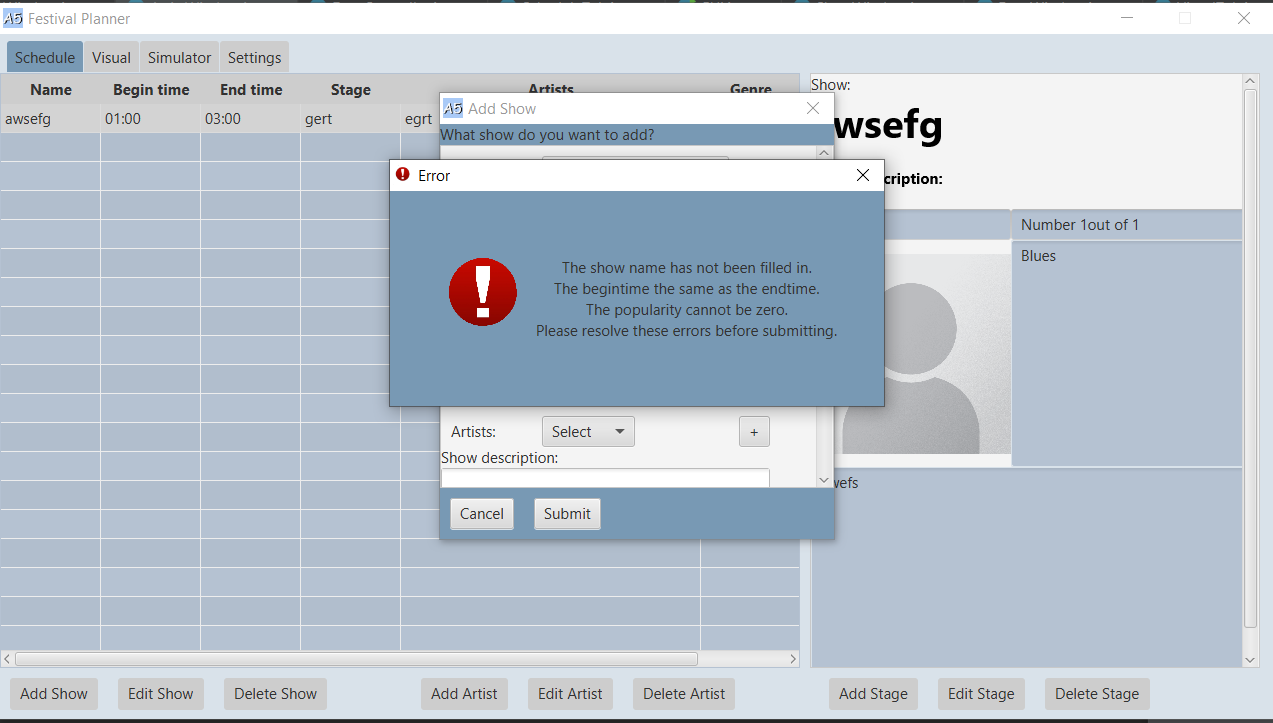 A5 Festival Planner
Schedule Visual Simulator Settings
Name Begin time End time Stage Artists Genre
awsefg 01:00 03:00 gert egrt
Show:
wsefg
cription:
Number 1out of 1
Blues
wefs
A5 Add Show
What show do you want to add?
Error
The show name has not been filled in.
The begintime the same as the endtime.
The popularity cannot be zero.
Please resolve these errors before submitting.
Artists: Select +
Show description:
Cancel Submit
Add Show Edit Show Delete Show Add Artist Edit Artist Delete Artist Add Stage Edit Stage Delete Stage